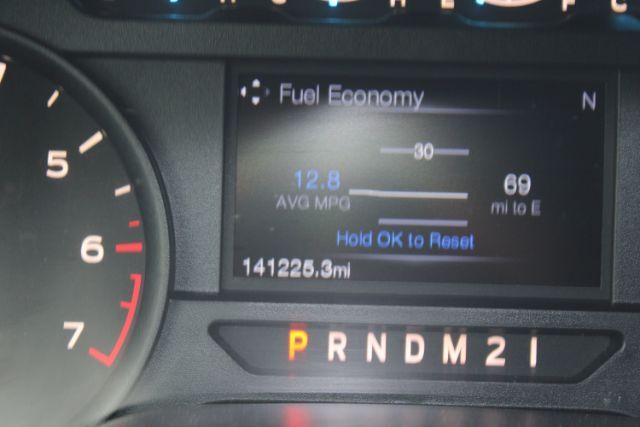 Fuel Economy N
30
12.8 69
AVG MPG mi to E
Hold OK to Reset
141225.3mi
5
6
7
P R N D M 2 1